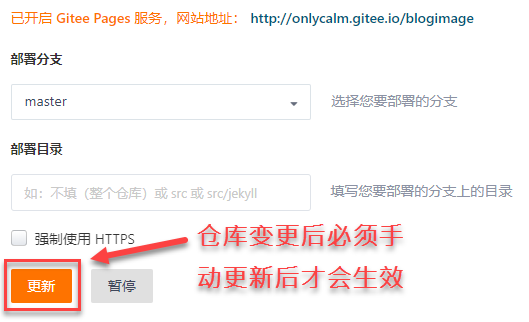 已开启 Gitee Pages 服务，网站地址： http://onlycalm.gitee.io/blogimage
部署分支
master
选择您要部署的分支
部署目录
如：不填（整个仓库）或 src 或 src/jekyll
填写您要部署的分支上的目录
强制使用 HTTPS
仓库变更后必须手
动更新后才会生效
更新
暂停